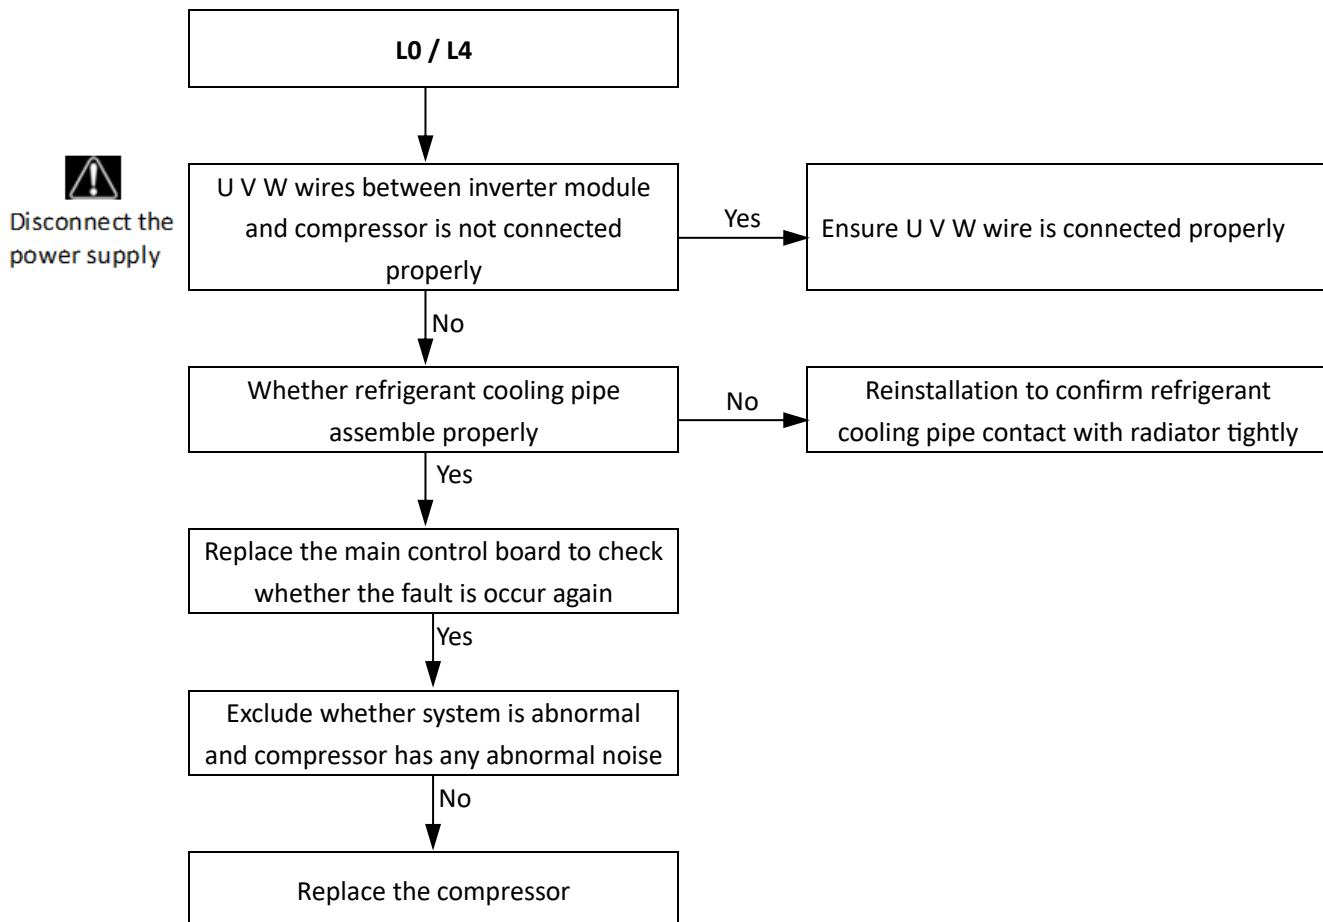 L0 / L4
Disconnect the
power supply
U V W wires between inverter module
and compressor is not connected
properly
Yes
Ensure U V W wire is connected properly
No
Whether refrigerant cooling pipe
assemble properly
No
Reinstallation to confirm refrigerant
cooling pipe contact with radiator tightly
Yes
Replace the main control board to check
whether the fault is occur again
Yes
Exclude whether system is abnormal
and compressor has any abnormal noise
No
Replace the compressor